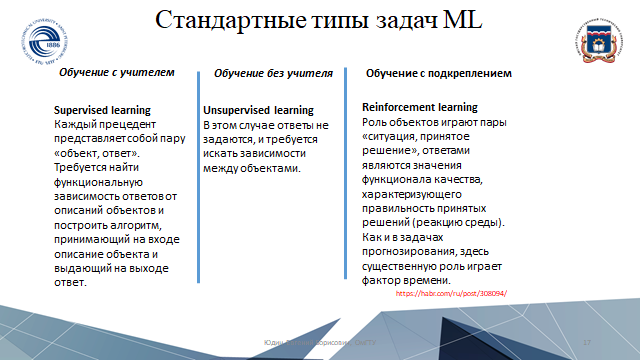 Стандартные типы задач ML
Обучение с учителем
Supervised learning
Каждый прецедент
представляет собой пару
«объект, ответ».
Требуется найти
функциональную
зависимость ответов от
описаний объектов и
построить алгоритм,
принимающий на входе
описание объекта и
выдающий на выходе
ответ.
Обучение без учителя
Unsupervised learning
В этом случае ответы не
задаются, и требуется
искать зависимости
между объектами.
Обучение с подкреплением
Reinforcement learning
Роль объектов играют пары
«ситуация, принятое
решение», ответами
являются значения
функционала качества,
характеризующего
правильность принятых
решений (реакцию среды).
Как и в задачах
прогнозирования, здесь
существенную роль играет
фактор времени.
https://habr.com/ru/post/308094/
1886
17